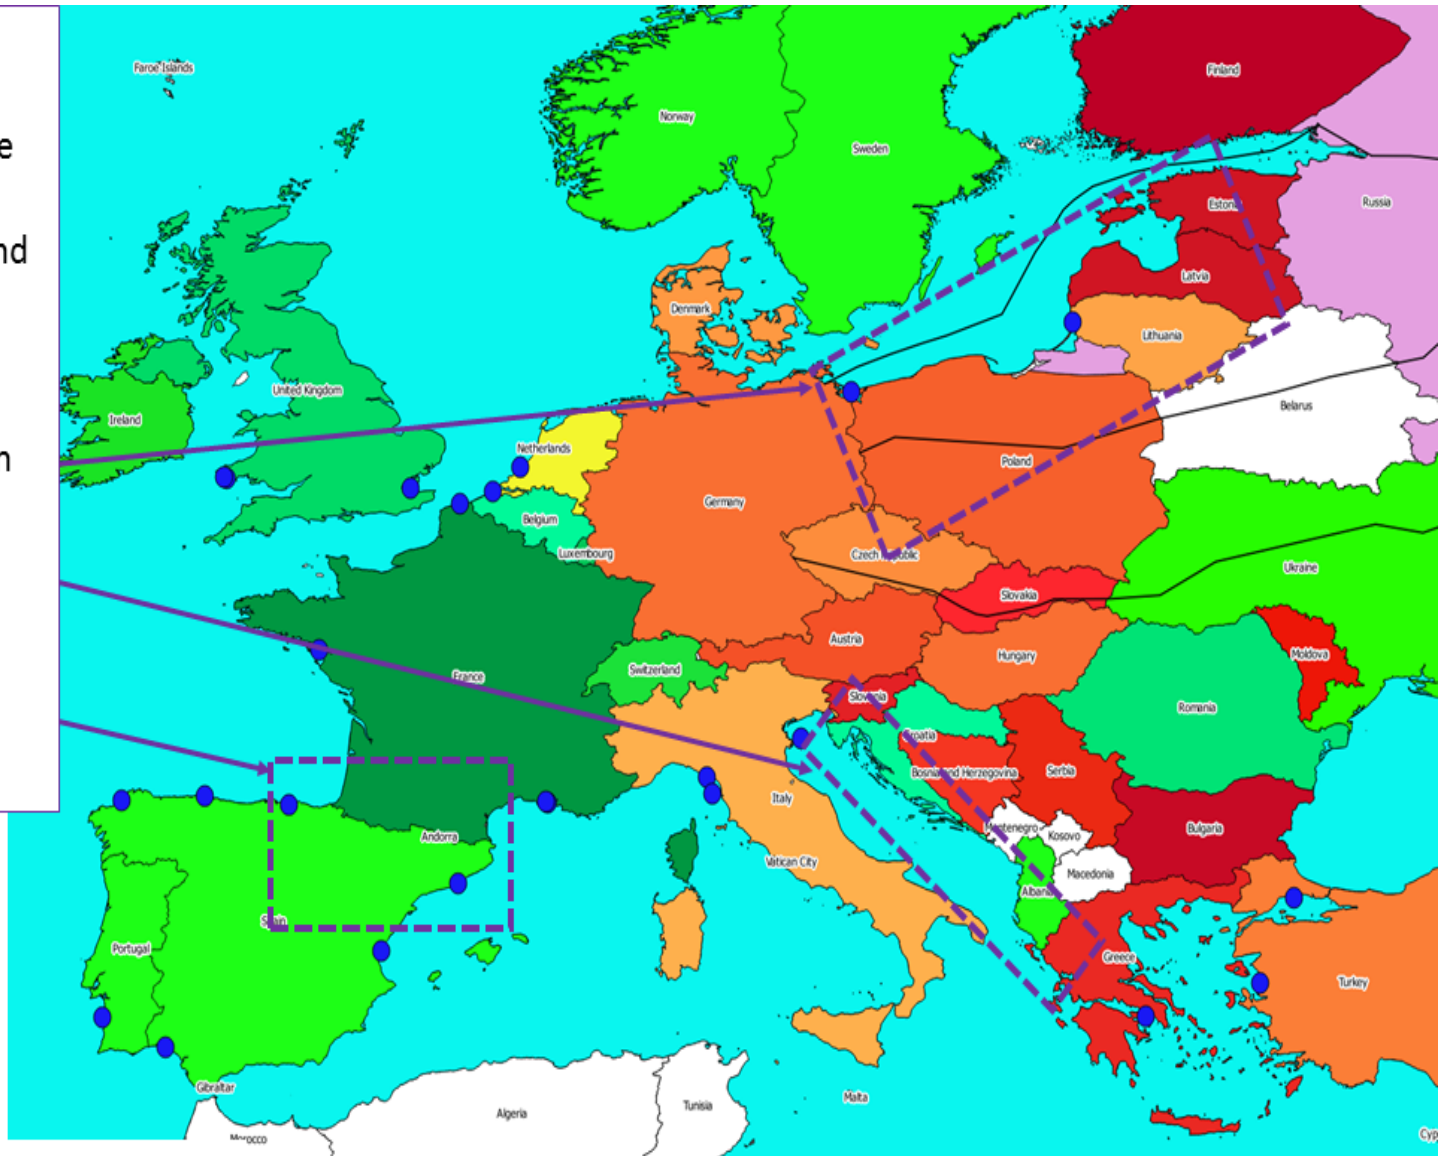 Faroe Islands
Finland
Norway
e
Sweden
Russia
Eston
nd
Latvia
Denmark
Lithuania
United Kingdom
Belarus
Ireland
Netherlands
n
Poland
Germany
Belgium
Luxembourg
Czech Republic
Ukraine
Slovakia
Austria
Moldova
Hungary
Switzerland
France
Slovenia
Romania
Croatia
Bosnia and Herzegovina
Serbia
Italy
Montenegro
Bulgaria
Andorra
Kosovo
Vatican City
Macedonia
Albania
Spain
Portugal
Greece
Turkey
Gibraltar
Malta
Tunisia
Algeria
Morocco
Cyp